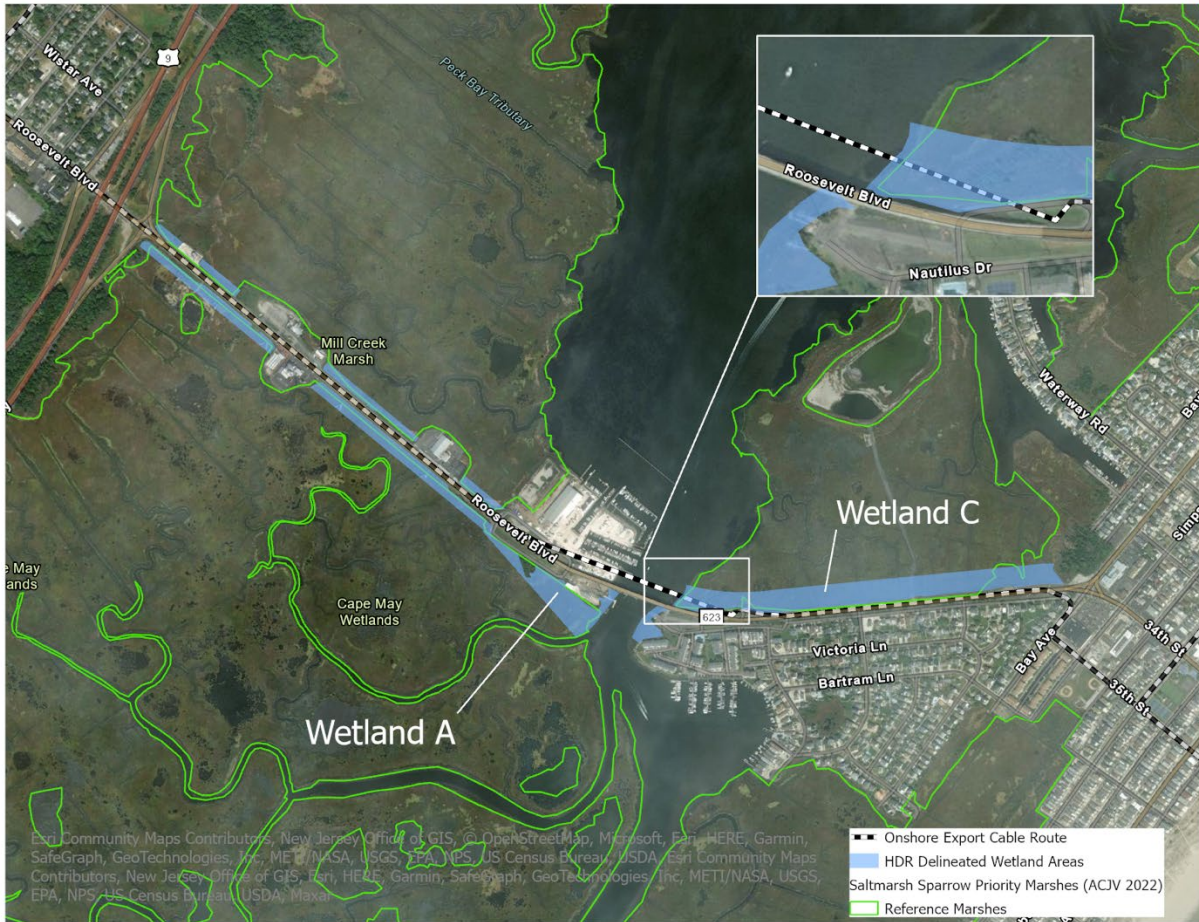 Wistar Ave
9
Peck Bay Tributary
Roosevelt Blvd
Roosevelt Blvd
Nautilus Dr
Mill Creek
Marsh
Waterway Rd
Wetland C
Roosevelt Blvd
Cape May
Wetlands
623
Victoria Ln
Bartram Ln
Bay Ave
34th St
35th St
Wetland A
Esri Community Maps Contributors, New Jersey Office of GIS, © OpenStreetMap, Microsoft, Esri, HERE, Garmin,
SafeGraph, GeoTechnologies, Inc, METI/NASA, USGS, EPA, NPS, US Census Bureau, USDA, Esri Community Maps
Contributors, New Jersey Office of GIS, Esri, HERE, Garmin, SafeGraph, GeoTechnologies, Inc, METI/NASA, USGS,
EPA, NPS, US Census Bureau, USDA, Maxar
Onshore Export Cable Route
HDR Delineated Wetland Areas
Saltmarsh Sparrow Priority Marshes (ACJV 2022)
Reference Marshes